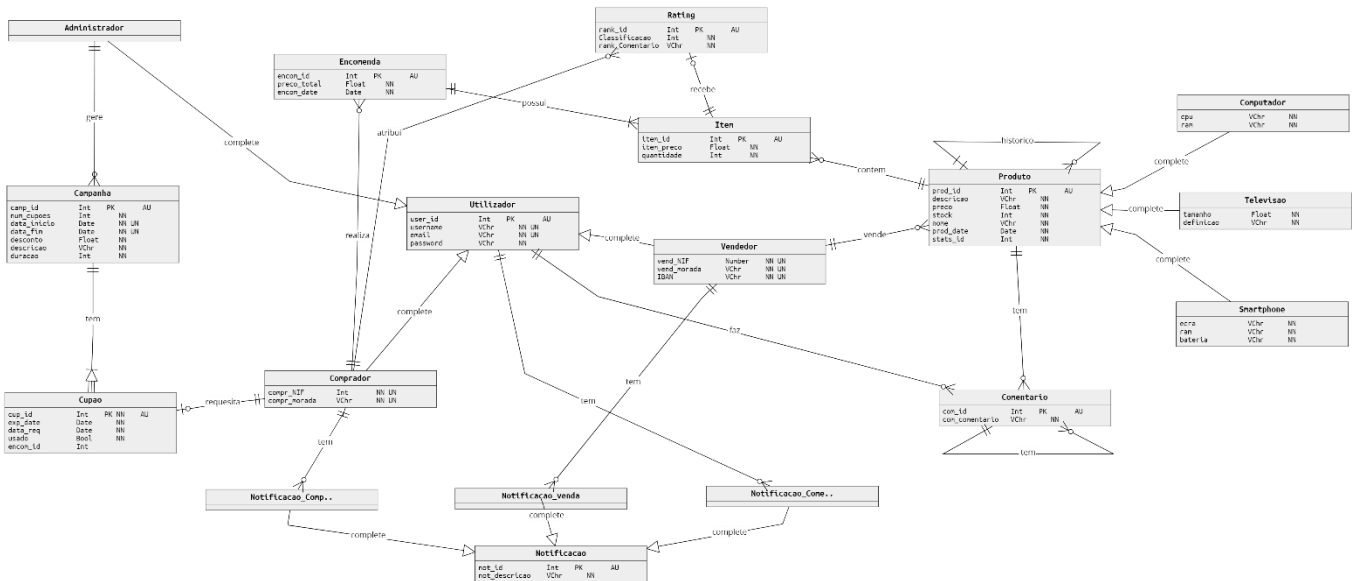 Administrador
gere
complete
Campanha
camp_id Int PK AU
num_cupoes Int NN
data_inicio Date NN UN
data_fim Date NN UN
desconto Float NN
descricao VChr NN
duracao Int NN
tem
Cupao
cup_id Int PK NN AU
exp_date Date NN
data_req Date NN
usado Bool NN
encom_id Int
requesita
Encomenda
encom_id Int PK AU
preco_total Float NN
encom_date Date NN
possui
realiza
atribui
Rating
rank_id Int PK AU
Classificacao Int NN
rank_Comentario VChr NN
recebe
Item
item_id Int PK AU
item_preco Float NN
quantidade Int NN
contem
Utilizador
user_id Int PK AU
username VChr NN UN
email VChr NN UN
password VChr NN
complete
complete
Vendedor
vend_NIF Number NN UN
vend_morada VChr NN UN
IBAN VChr NN UN
vende
historico
Produto
prod_id Int PK AU
descricao VChr NN
preco Float NN
stock Int NN
nome VChr NN
prod_date Date NN
stats_id Int NN
Computador
cpu VChr NN
ram VChr NN
complete
Televisao
tamanho Float NN
definicao VChr NN
complete
Smartphone
ecra VChr NN
ram VChr NN
bateria VChr NN
complete
tem
faz
Comentario
com_id Int PK AU
com_comentario VChr NN
tem
Comprador
compr_NIF Int NN UN
compr_morada VChr NN UN
tem
tem
tem
Notificacao_Comp..
Notificacao_venda
Notificacao_Come..
complete
complete
complete
Notificacao
not_id Int PK AU
not_descricao VChr NN